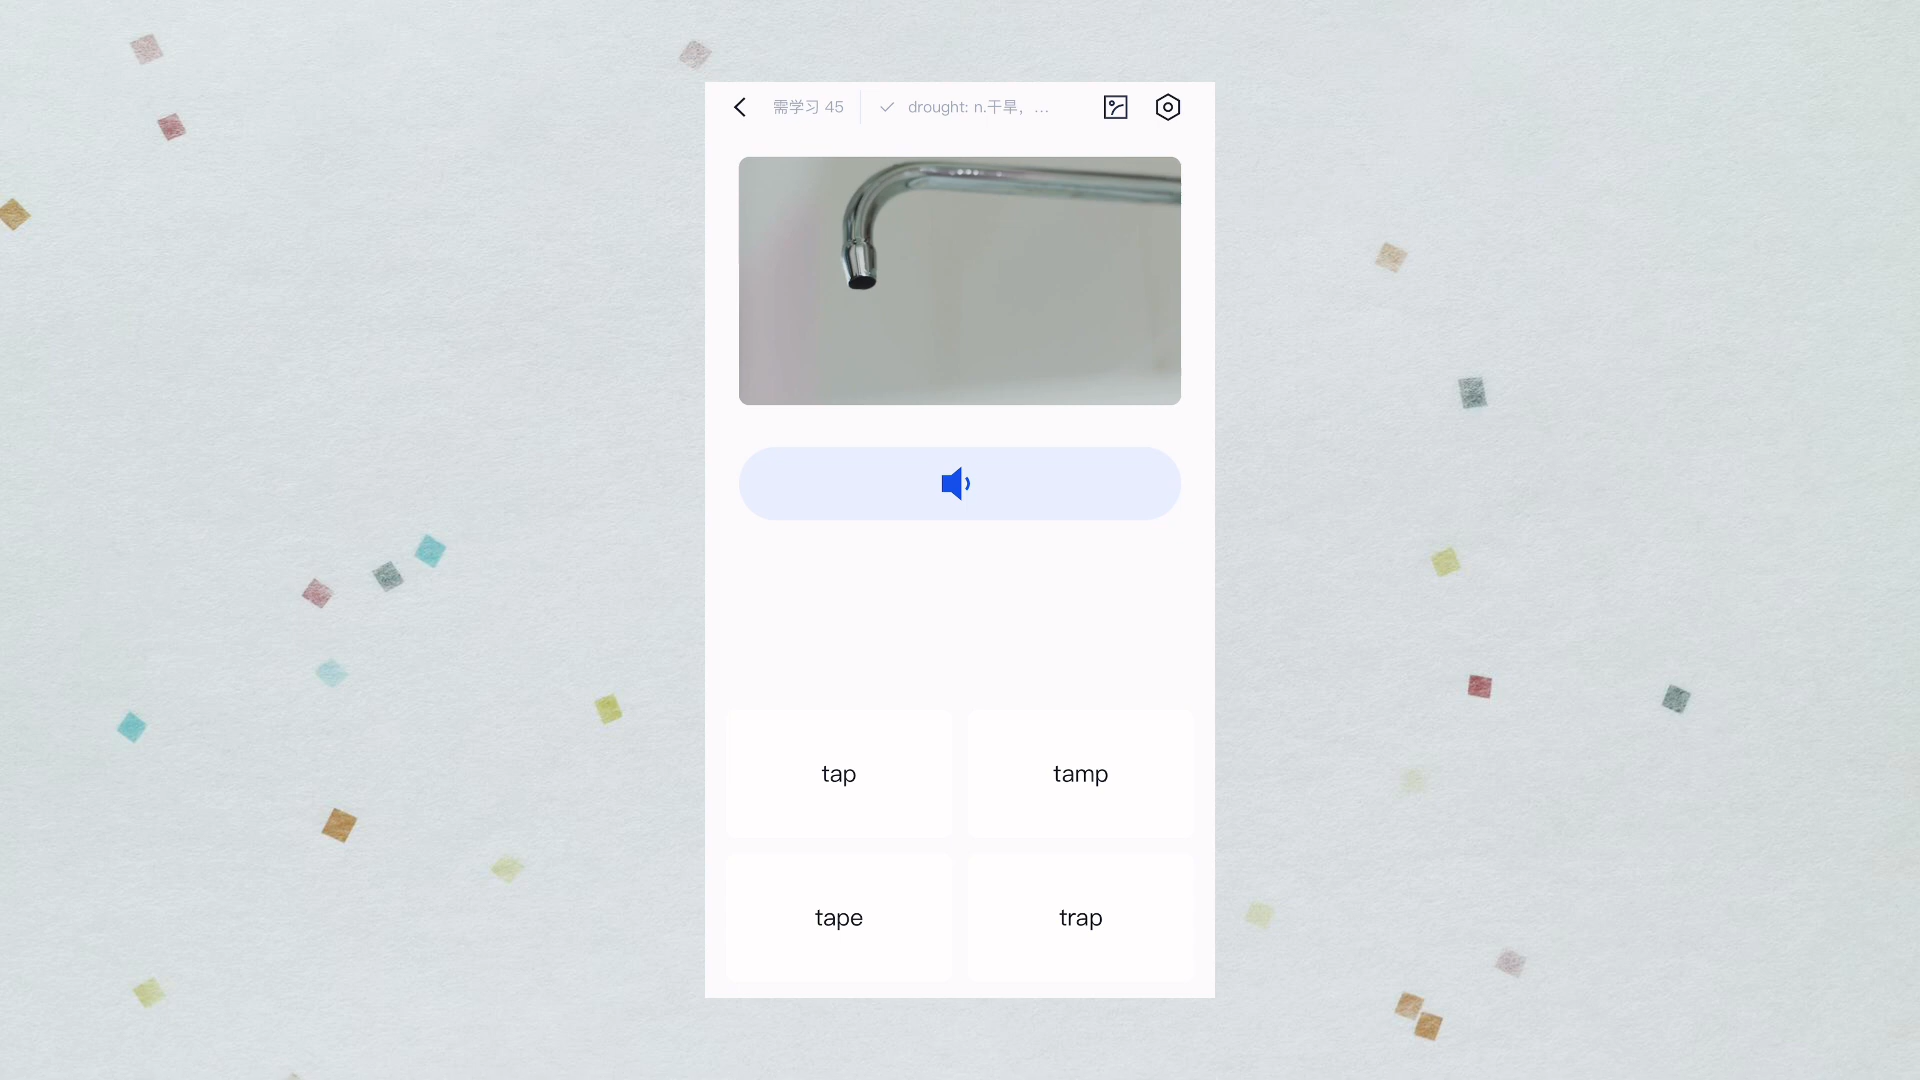 需学习 45
drought: n.干旱，...
tap
tamp
tape
trap